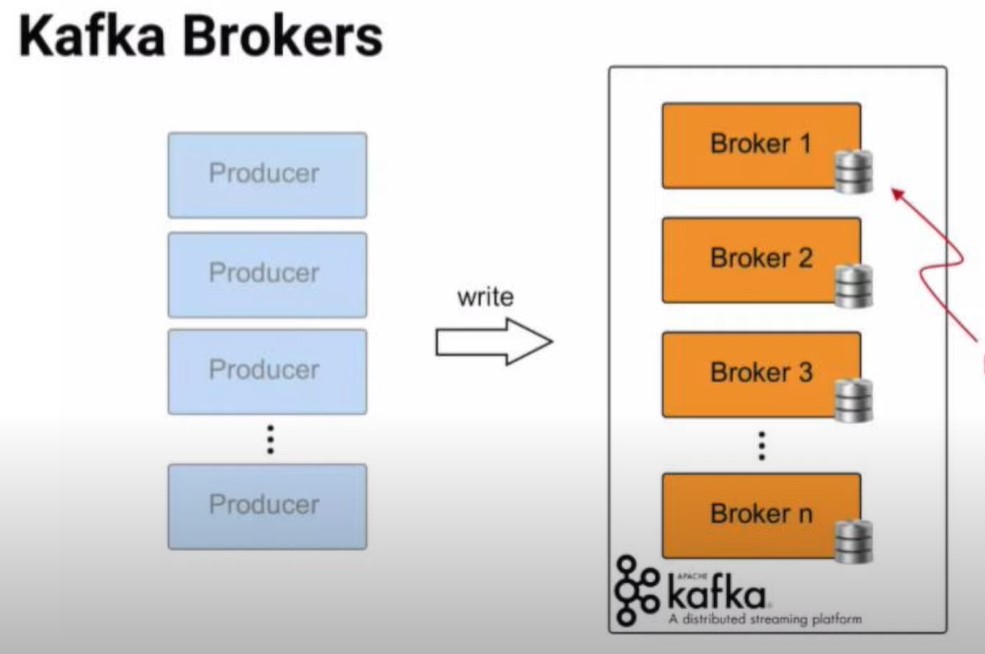 Kafka Brokers
Producer
Producer
Producer
Producer
write
Broker 1
Broker 2
Broker 3
Broker n
APACHE
kafka
A distributed streaming platform